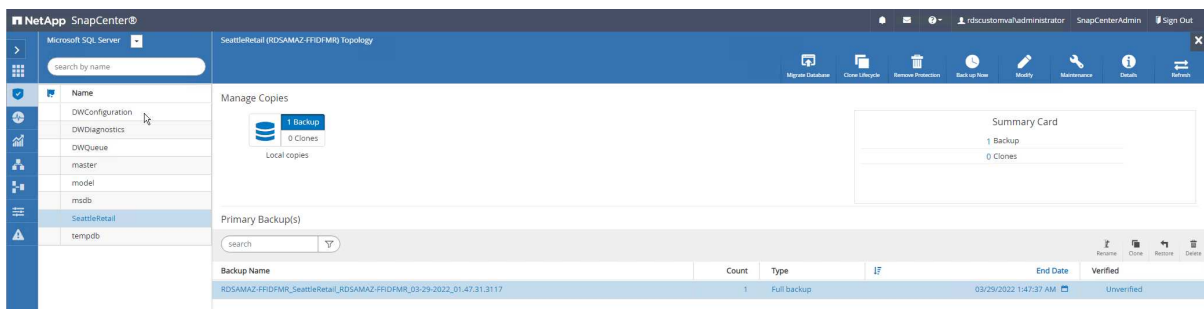 NetApp SnapCenter® rdscustomval\administrator SnapCenterAdmin Sign Out
Microsoft SQL Server
search by name
Name
DWConfiguration
DWDiagnostics
DWQueue
master
model
msdb
SeattleRetail
tempdb
SeattleRetail (RDSAMAZ-FFIDFMR) Topology
Migrate Database Clone Lifecycle Remove Protection Back up Now Modify Maintenance Details Refresh
Manage Copies
1 Backup
0 Clones
Local copies
Summary Card
1 Backup
0 Clones
Primary Backup(s)
search
Rename Clone Restore Delete
Backup Name Count Type End Date Verified
RDSAMAZ-FFIDFMR_SeattleRetail_RDSAMAZ-FFIDFMR_03-29-2022_01.47.31.3117 1 Full backup 03/29/2022 1:47:37 AM Unverified